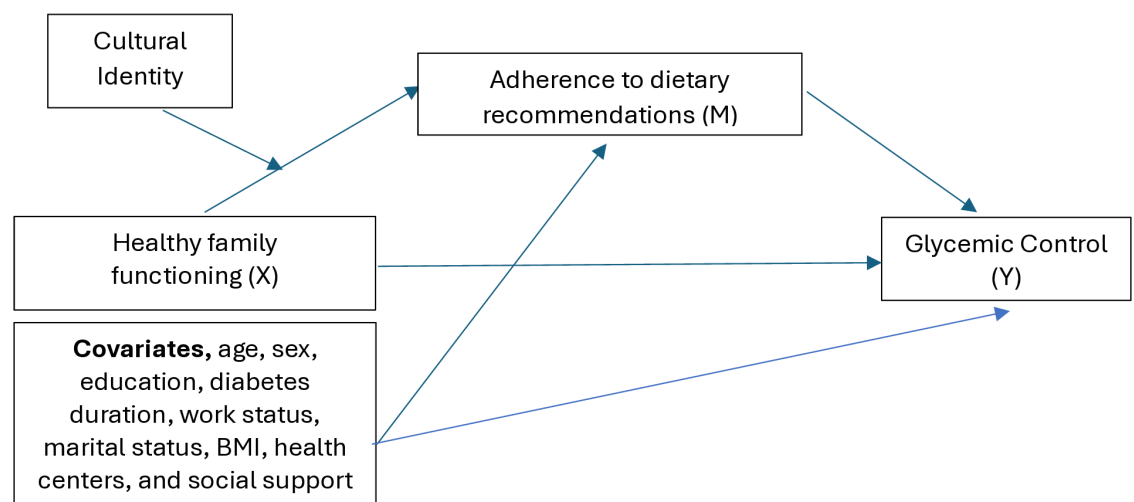 Cultural
Identity
Adherence to dietary
recommendations (M)
Healthy family
functioning (X)
Glycemic Control
(Y)
Covariates, age, sex,
education, diabetes
duration, work status,
marital status, BMI, health
centers, and social support